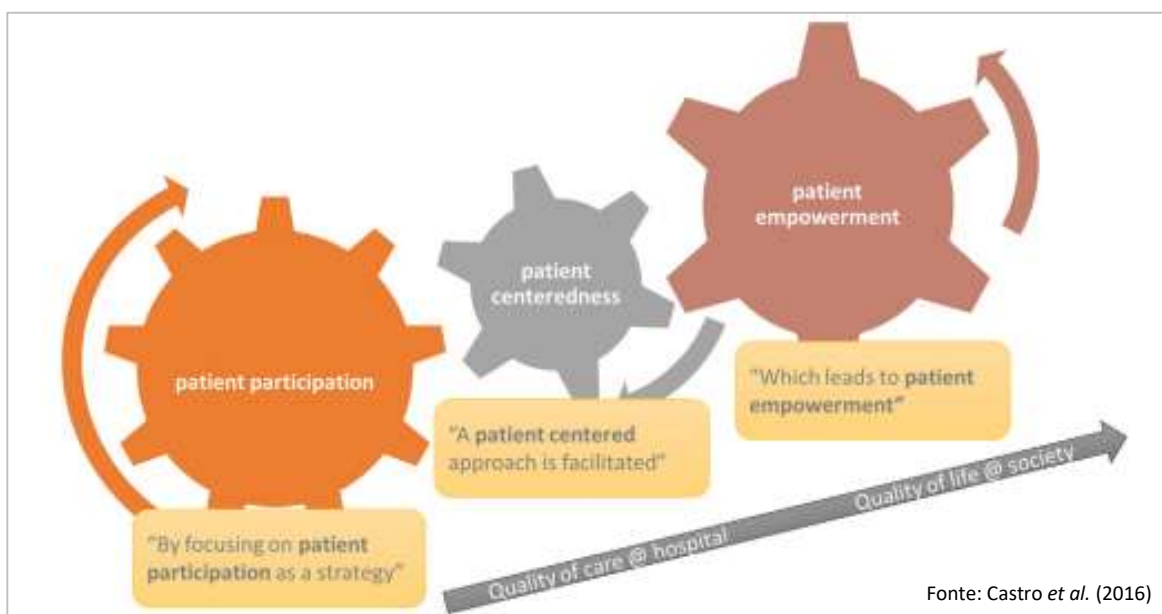 patient participation
patient
centeredness
patient
empowerment
"By focusing on patient
participation as a strategy"
"A patient centered
approach is facilitated"
"Which leads to patient
empowerment"
Quality of care @ hospital
Quality of life @ society
Fonte: Castro et al. (2016)